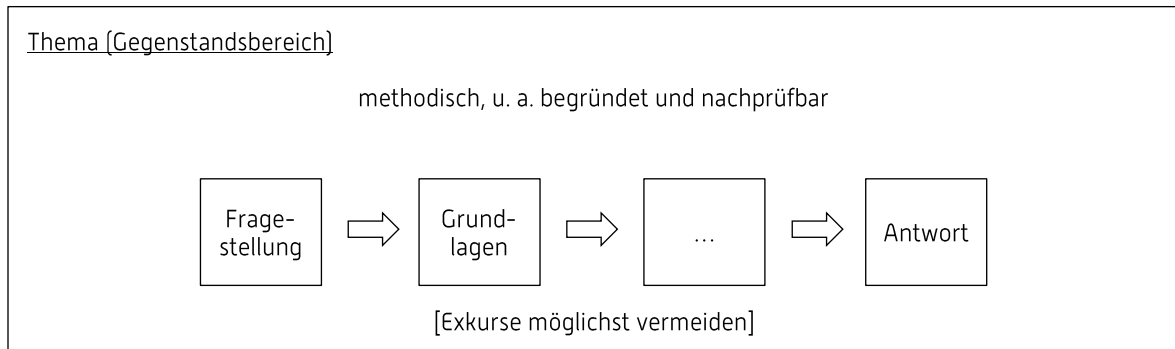 Thema (Gegenstandsbereich)
methodisch, u. a. begründet und nachprüfbar
Frage-
stellung
Grund-
lagen
...
Antwort
[Exkurse möglichst vermeiden]